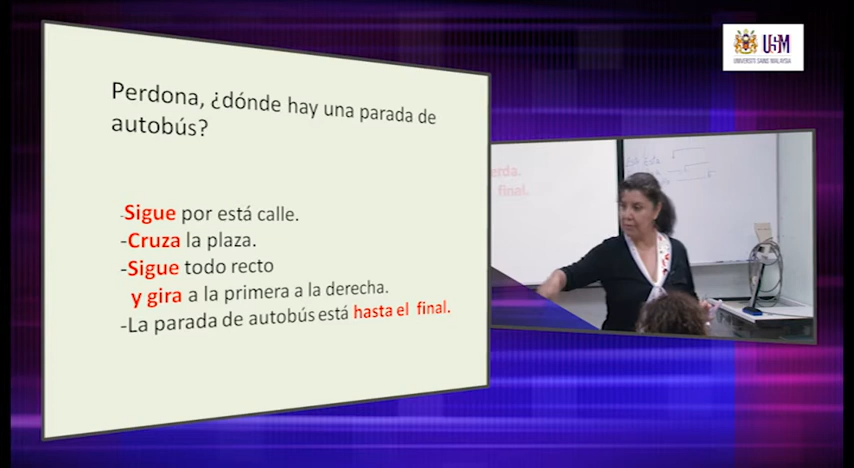 Perdona, ¿dónde hay una parada de
autobús?
-Sigue por está calle.
-Cruza la plaza.
-Sigue todo recto
y gira a la primera a la derecha.
-La parada de autobús está hasta el final.
USM
UNIVERSITI SAINS MALAYSIA
erda.
final.